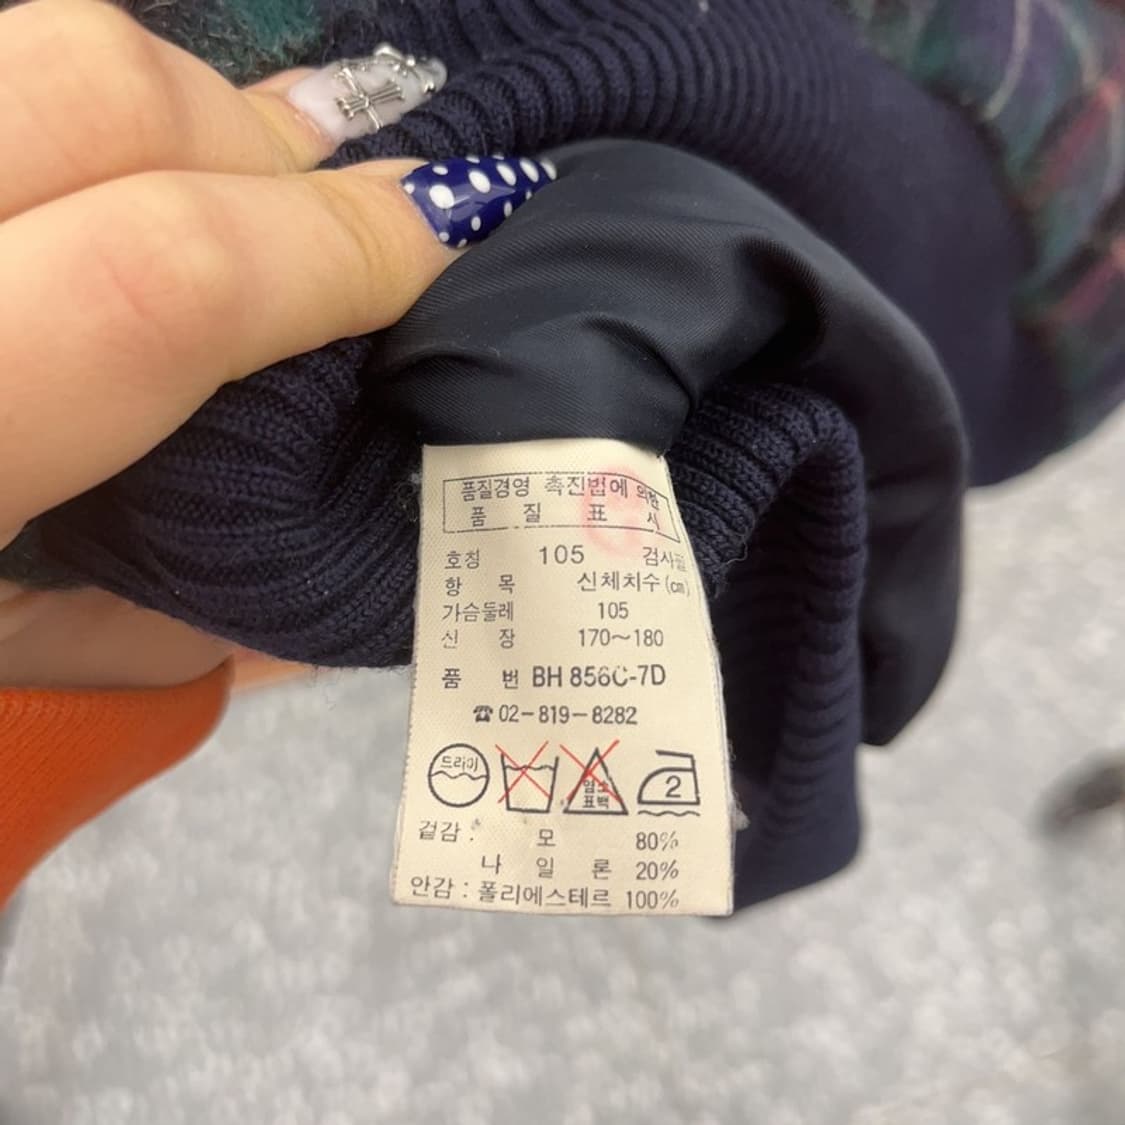 품질경영 촉진법에 의한
품 질 표 시
호칭 105 검사필
항 목 신체치수(㎝)
가슴둘레 105
신 장 170~180
품 번 BH 856C-7D
☎ 02-819-8282
드라이
염소
표백
2
겉감 : 모 80%
나 일 론 20%
안감 : 폴리에스테르 100%